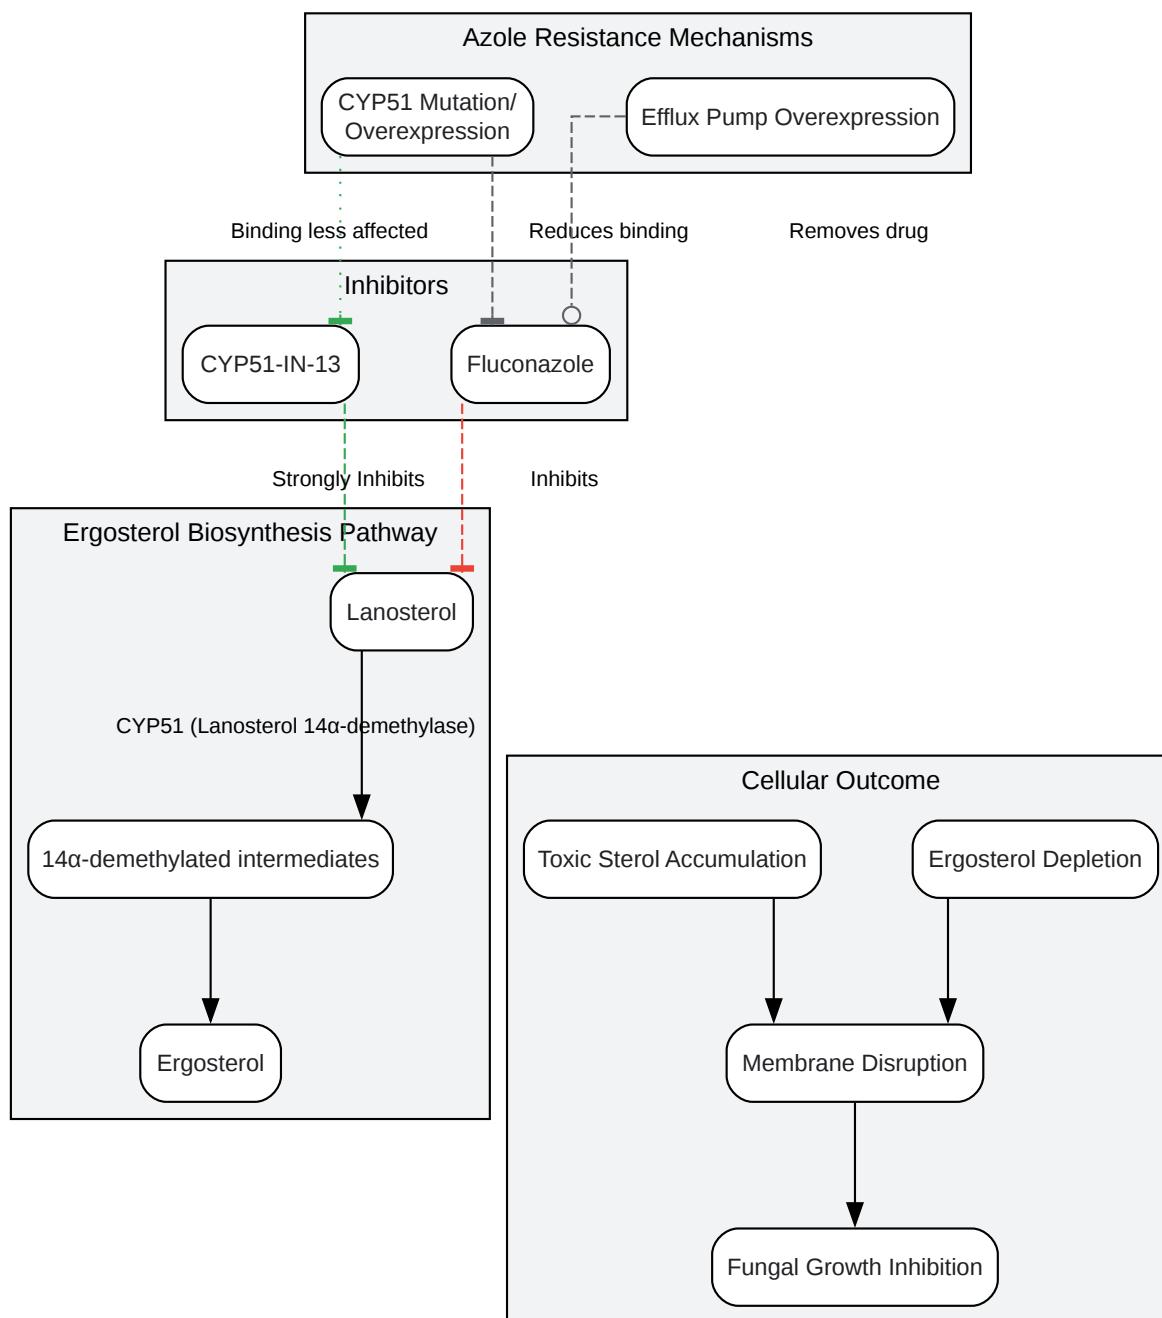 Azole Resistance Mechanisms
CYP51 Mutation/
Overexpression
Efflux Pump Overexpression
Binding less affected
Reduces binding
Removes drug
Inhibitors
CYP51-IN-13
Fluconazole
Strongly Inhibits
Inhibits
Ergosterol Biosynthesis Pathway
Lanosterol
CYP51 (Lanosterol 14α-demethylase)
14α-demethylated intermediates
Ergosterol
Cellular Outcome
Toxic Sterol Accumulation
Ergosterol Depletion
Membrane Disruption
Fungal Growth Inhibition